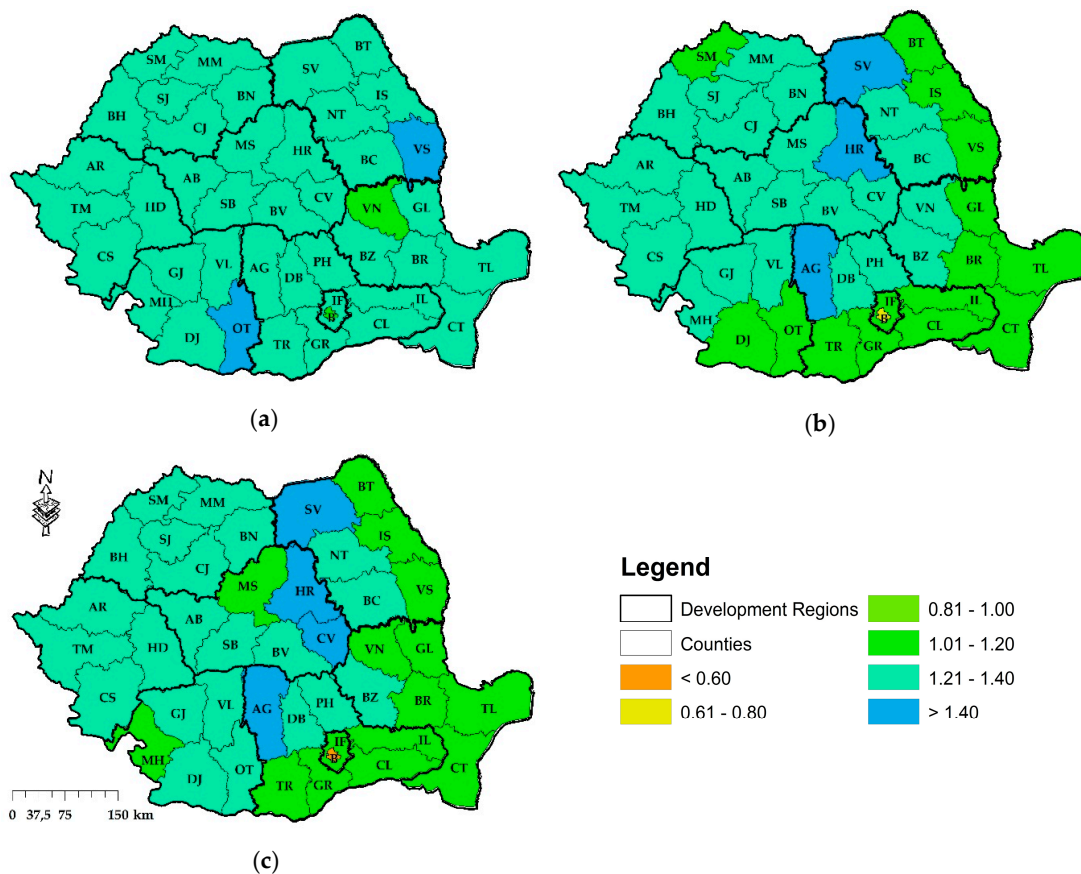 SM MM SV BT
BH SJ BN NT IS
CJ MS HR BC VS
AR AB
TM HD SB BV CV VN GL
CS GJ VL AG DB PH BZ BR TL
MH DJ OT IF B IL
TR GR CL CT
(a)
SM MM SV BT
BH SJ BN NT IS
CJ MS HR BC VS
AR AB
TM HD SB BV CV VN GL
CS GJ VL AG DB PH BZ BR TL
MH DJ OT IF B IL
TR GR CL CT
(b)
N
SM MM SV BT
BH SJ BN NT IS
CJ MS HR BC VS
AR AB
TM HD SB BV CV VN GL
CS GJ VL AG DB PH BZ BR TL
MH DJ OT IF B IL
TR GR CL CT
0 37,5 75 150 km
(c)
Legend
Development Regions
Counties
< 0.60
0.61 - 0.80
0.81 - 1.00
1.01 - 1.20
1.21 - 1.40
> 1.40